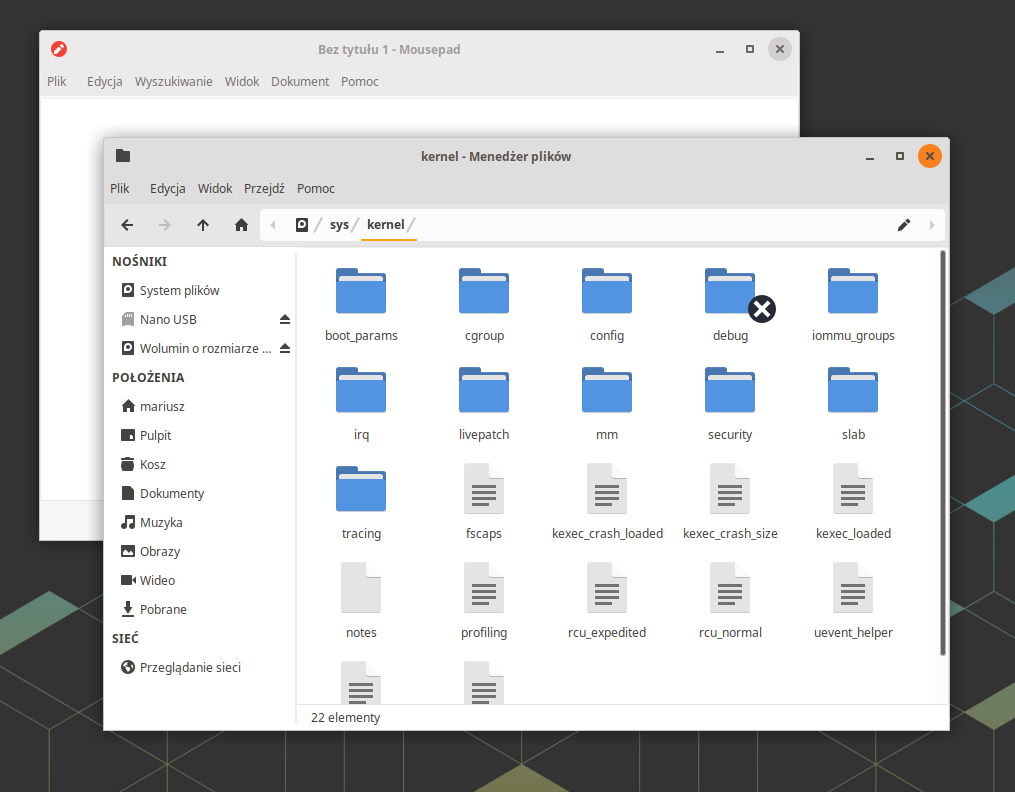 Bez tytułu 1 - Mousepad
Plik Edycja Wyszukiwanie Widok Dokument Pomoc
kernel - Menedżer plików
Plik Edycja Widok Przejdź Pomoc
sys kernel
NOŚNIKI
System plików
Nano USB
Wolumin o rozmiarze ...
POŁOŻENIA
mariusz
Pulpit
Kosz
Dokumenty
Muzyka
Obrazy
Wideo
Pobrane
SIEĆ
Przeglądanie sieci
boot_params cgroup config debug iommu_groups
irq livepatch mm security slab
tracing fscaps kexec_crash_loaded kexec_crash_size kexec_loaded
notes profiling rcu_expedited rcu_normal uevent_helper
22 elementy